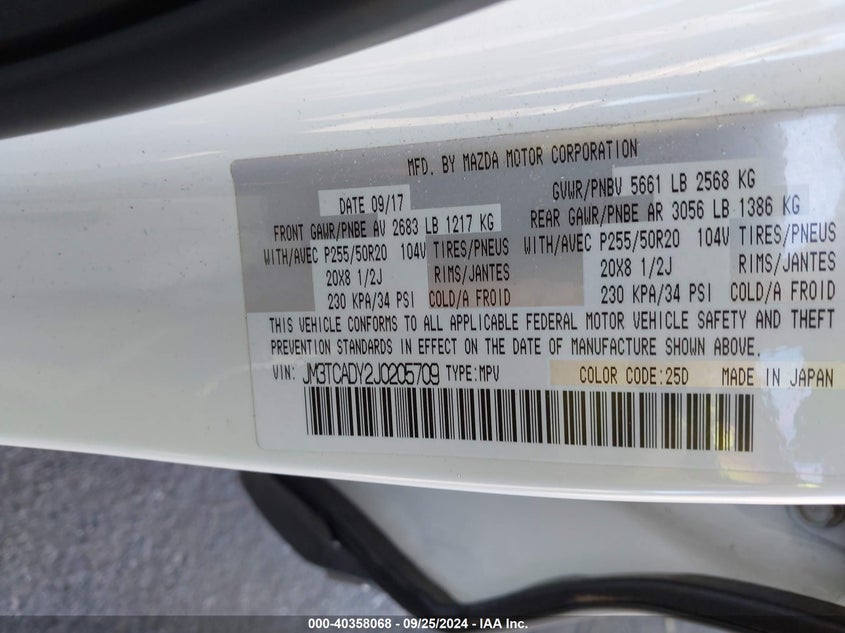 MFD. BY MAZDA MOTOR CORPORATION
DATE 09/17 GVWR/PNBV 5661 LB 2568 KG
FRONT GAWR/PNBE AV 2683 LB 1217 KG REAR GAWR/PNBE AR 3056 LB 1386 KG
WITH/AVEC P255/50R20 104V TIRES/PNEUS WITH/AVEC P255/50R20 104V TIRES/PNEUS
20X8 1/2J RIMS/JANTES 20X8 1/2J RIMS/JANTES
230 KPA/34 PSI COLD/A FROID 230 KPA/34 PSI COLD/A FROID
THIS VEHICLE CONFORMS TO ALL APPLICABLE FEDERAL MOTOR VEHICLE SAFETY AND THEFT
PREVENTION STANDARDS IN EFFECT ON THE DATE OF MANUFACTURE SHOWN ABOVE.
VIN: JM3TCADY2J0205709 TYPE:MPV COLOR CODE:25D MADE IN JAPAN
000-40358068 - 09/25/2024 - IAA Inc.